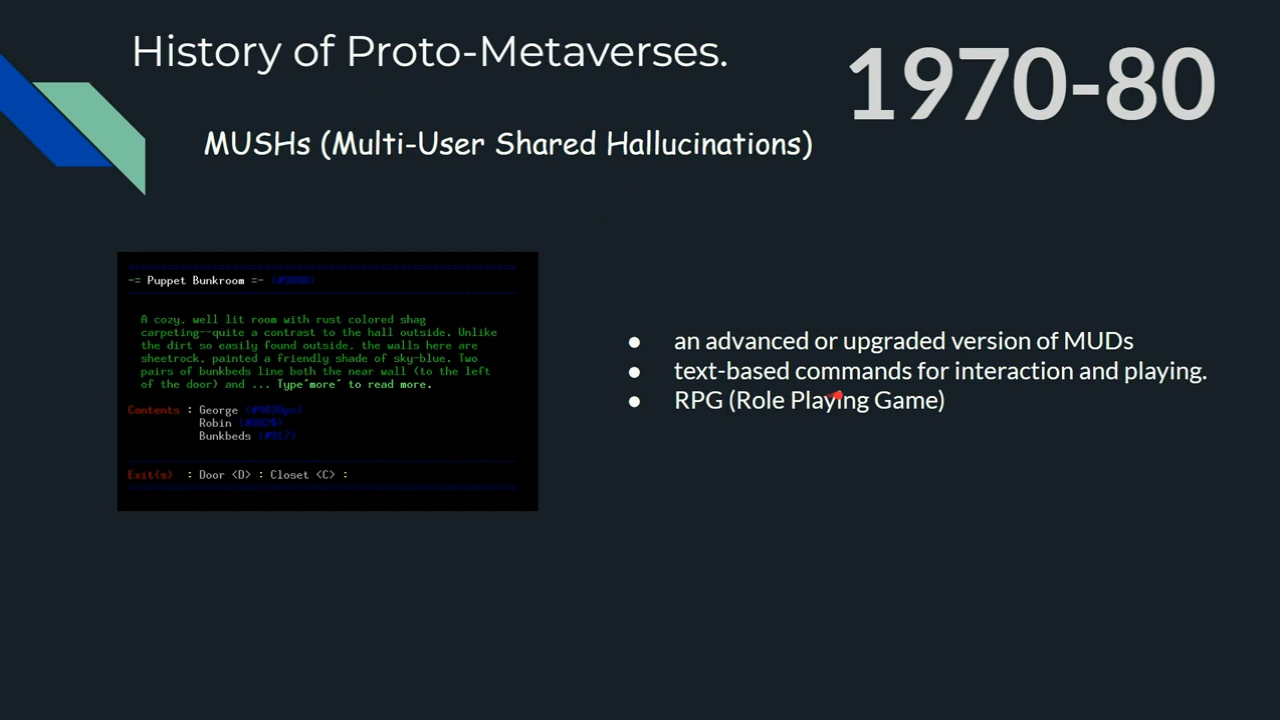 History of Proto-Metaverses.
1970-80
MUSHs (Multi-User Shared Hallucinations)
-= Puppet Bunkroom =-
A cozy, well lit room with rust colored shag
carpeting--quite a contrast to the hall outside. Unlike
the dirt so easily found outside, the walls here are
sheetrock, painted a friendly shade of sky-blue. Two
pairs of bunkbeds line both the near wall (to the left
of the door) and ... Type'more' to read more.
Contents : George
Robin
Bunkbeds (#917)
Exit(s) : Door <D> : Closet <C> :
● an advanced or upgraded version of MUDs
● text-based commands for interaction and playing.
● RPG (Role Playing Game)